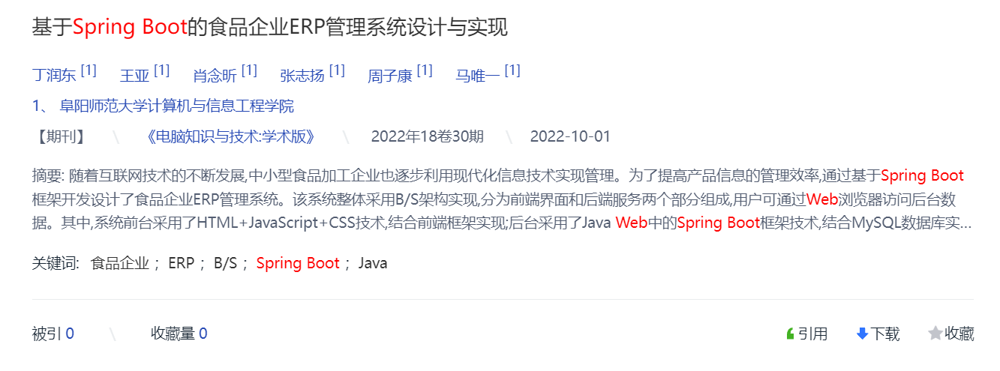 基于Spring Boot的食品企业ERP管理系统设计与实现
丁润东 [1] 王亚 [1] 肖念昕 [1] 张志扬 [1] 周子康 [1] 马唯一 [1]
1、 阜阳师范大学计算机与信息工程学院
【期刊】 \ 《电脑知识与技术:学术版》 \ 2022年18卷30期 \ 2022-10-01
摘要: 随着互联网技术的不断发展,中小型食品加工企业也逐步利用现代化信息技术实现管理。为了提高产品信息的管理效率,通过基于Spring Boot
框架开发设计了食品企业ERP管理系统。该系统整体采用B/S架构实现,分为前端界面和后端服务两个部分组成,用户可通过Web浏览器访问后台数
据。其中,系统前台采用了HTML+JavaScript+CSS技术,结合前端框架实现;后台采用了Java Web中的Spring Boot框架技术,结合MySQL数据库实...
关键词: 食品企业 ; ERP ; B/S ; Spring Boot ; Java
被引 0 \ 收藏量 0 引用 下载 收藏